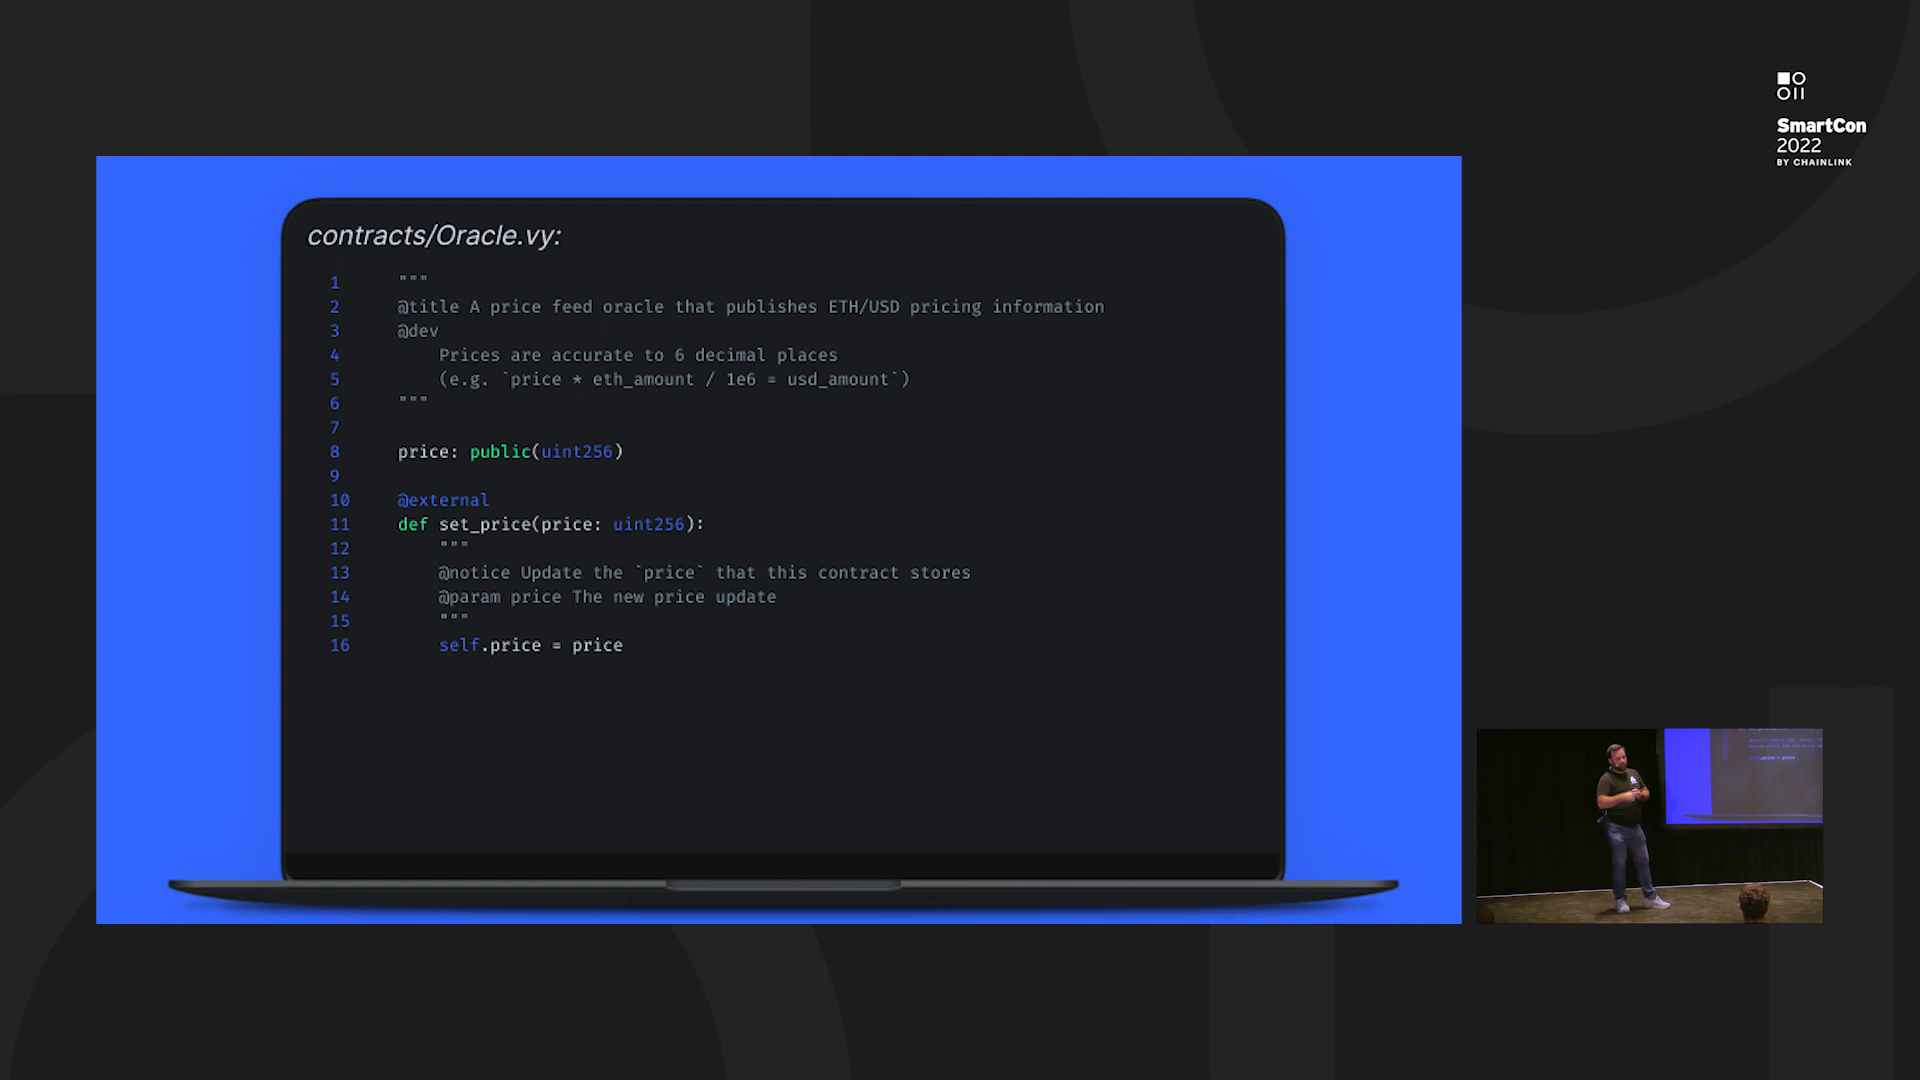 SmartCon
2022
BY CHAINLINK
contracts/Oracle.vy:
1 """
2 @title A price feed oracle that publishes ETH/USD pricing information
3 @dev
4 Prices are accurate to 6 decimal places
5 (e.g. `price * eth_amount / 1e6 = usd_amount`)
6 """
7
8 price: public(uint256)
9
10 @external
11 def set_price(price: uint256):
12 """
13 @notice Update the `price` that this contract stores
14 @param price The new price update
15 """
16 self.price = price